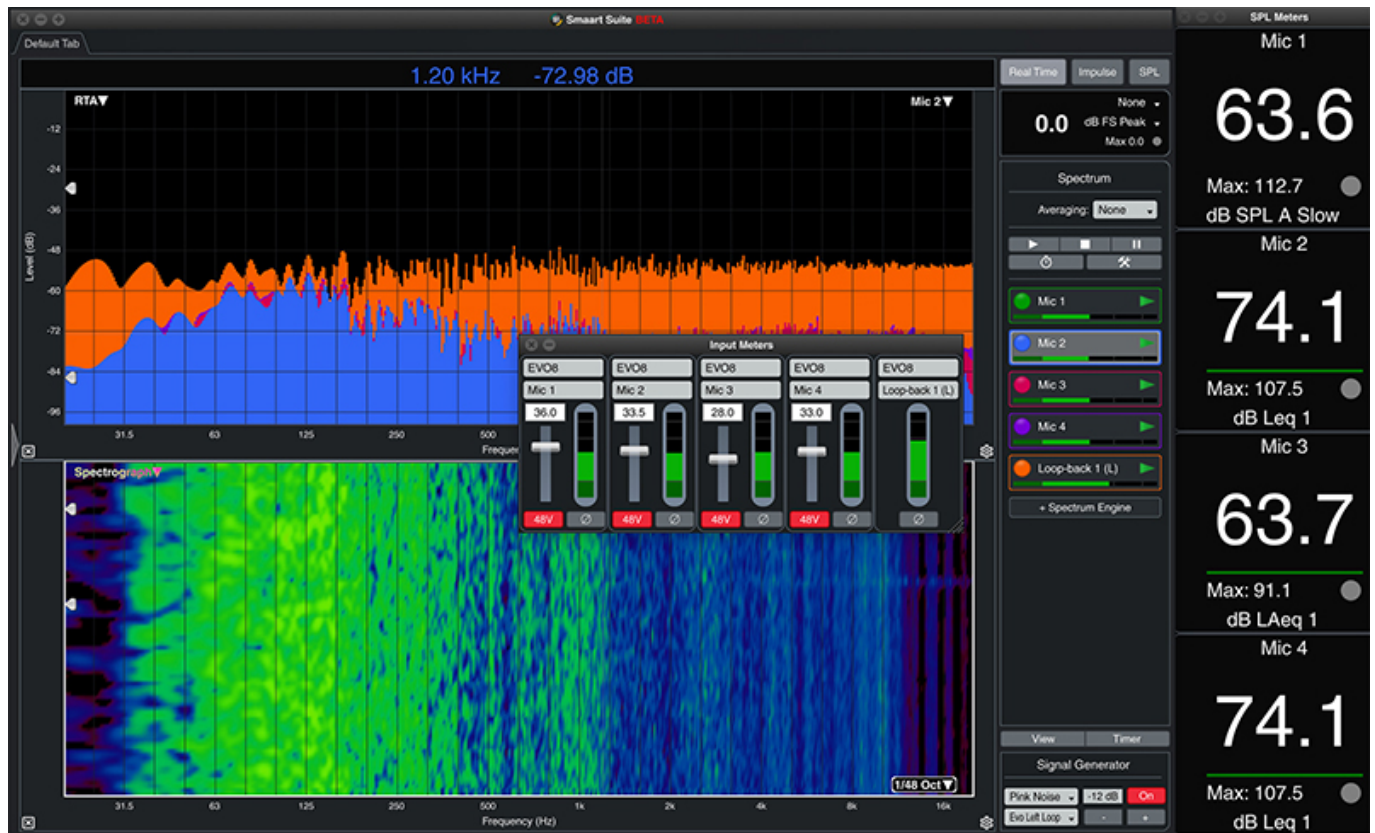 Smaart Suite BETA
SPL Meters
Default Tab
1.20 kHz -72.98 dB
RTA▼
Mic 2▼
Level (dB)
-12
-24
-36
-48
-60
-72
-84
-96
31.5 63 125 250 500
Frequen
Input Meters
EVO8 EVO8 EVO8 EVO8 EVO8
Mic 1 Mic 2 Mic 3 Mic 4 Loop-back 1 (L)
36.0 33.5 28.0 33.0
48V Ø 48V Ø 48V Ø 48V Ø Ø
Spectrograph▼
1/48 Oct▼
31.5 63 125 250 500 1k 2k 4k 8k 16k
Frequency (Hz)
Real Time Impulse SPL
None
0.0 dB FS Peak
Max 0.0
Spectrum
Averaging: None
Mic 1
Mic 2
Mic 3
Mic 4
Loop-back 1 (L)
+ Spectrum Engine
View Timer
Signal Generator
Pink Noise -12 dB On
Evo Left Loop - +
Mic 1
63.6
Max: 112.7
dB SPL A Slow
Mic 2
74.1
Max: 107.5
dB Leq 1
Mic 3
63.7
Max: 91.1
dB LAeq 1
Mic 4
74.1
Max: 107.5
dB Leq 1